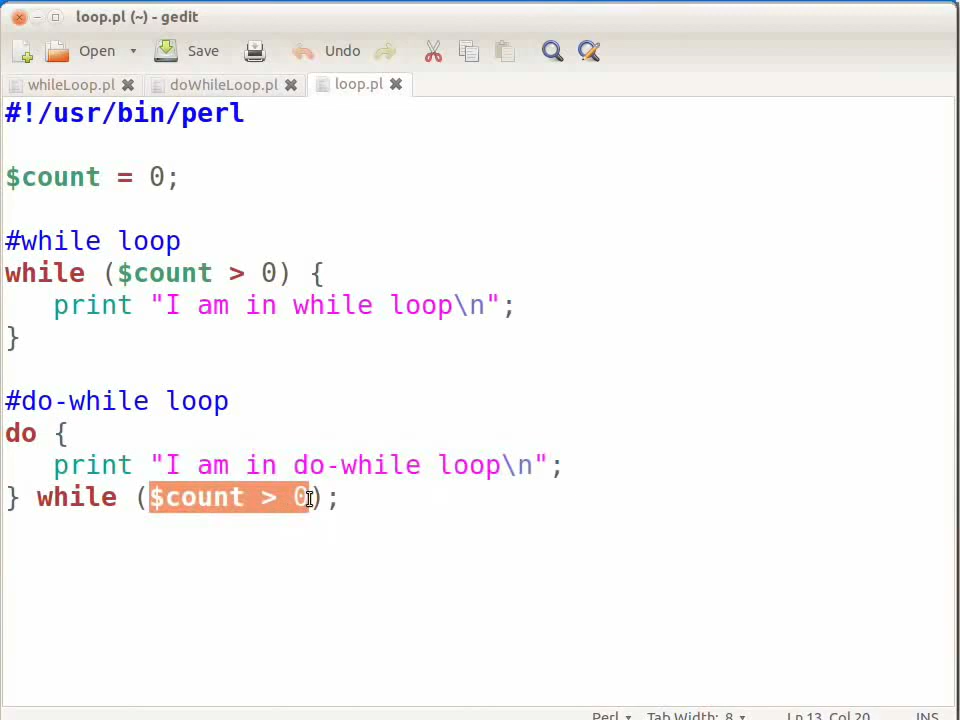 loop.pl (~) - gedit
Open Save Undo
whileLoop.pl doWhileLoop.pl loop.pl
#!/usr/bin/perl
$count = 0;
#while loop
while ($count > 0) {
   print "I am in while loop\n";
}
#do-while loop
do {
   print "I am in do-while loop\n";
} while ($count > 0);
Perl Tab Width: 8 Ln 13, Col 20 INS